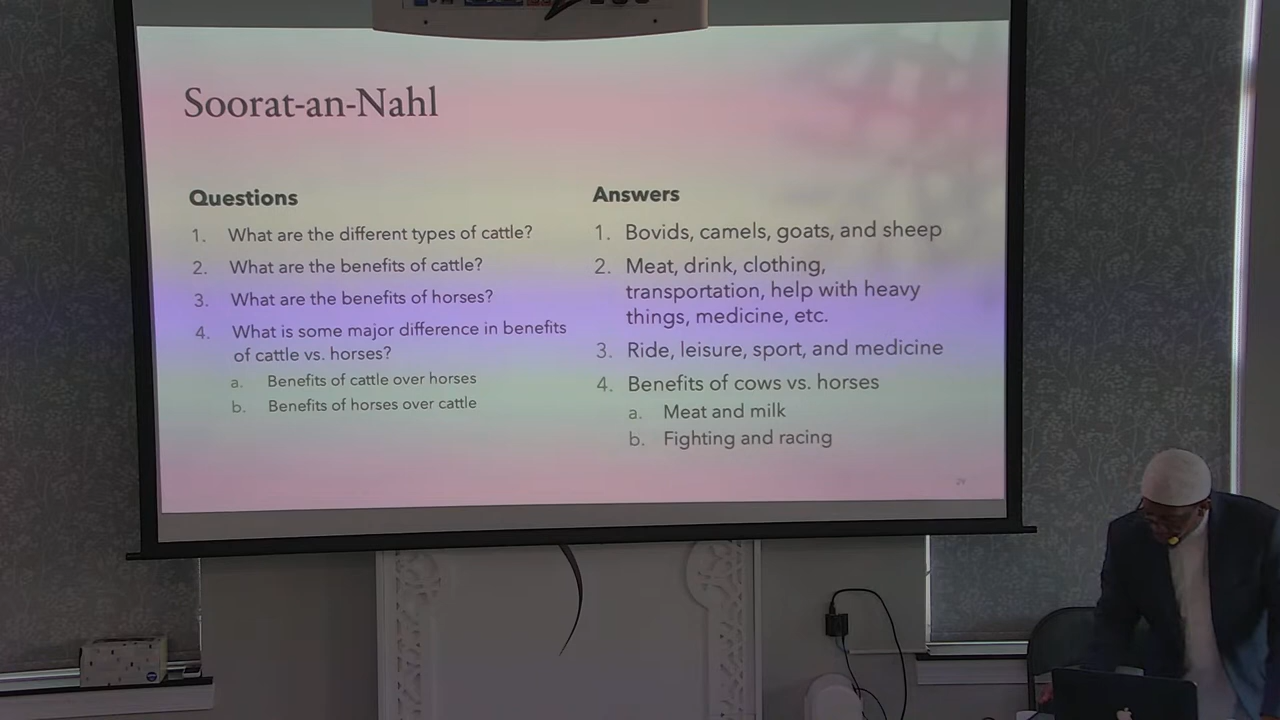 Soorat-an-Nahl
Questions
1. What are the different types of cattle?
2. What are the benefits of cattle?
3. What are the benefits of horses?
4. What is some major difference in benefits
of cattle vs. horses?
a. Benefits of cattle over horses
b. Benefits of horses over cattle
Answers
1. Bovids, camels, goats, and sheep
2. Meat, drink, clothing,
transportation, help with heavy
things, medicine, etc.
3. Ride, leisure, sport, and medicine
4. Benefits of cows vs. horses
a. Meat and milk
b. Fighting and racing